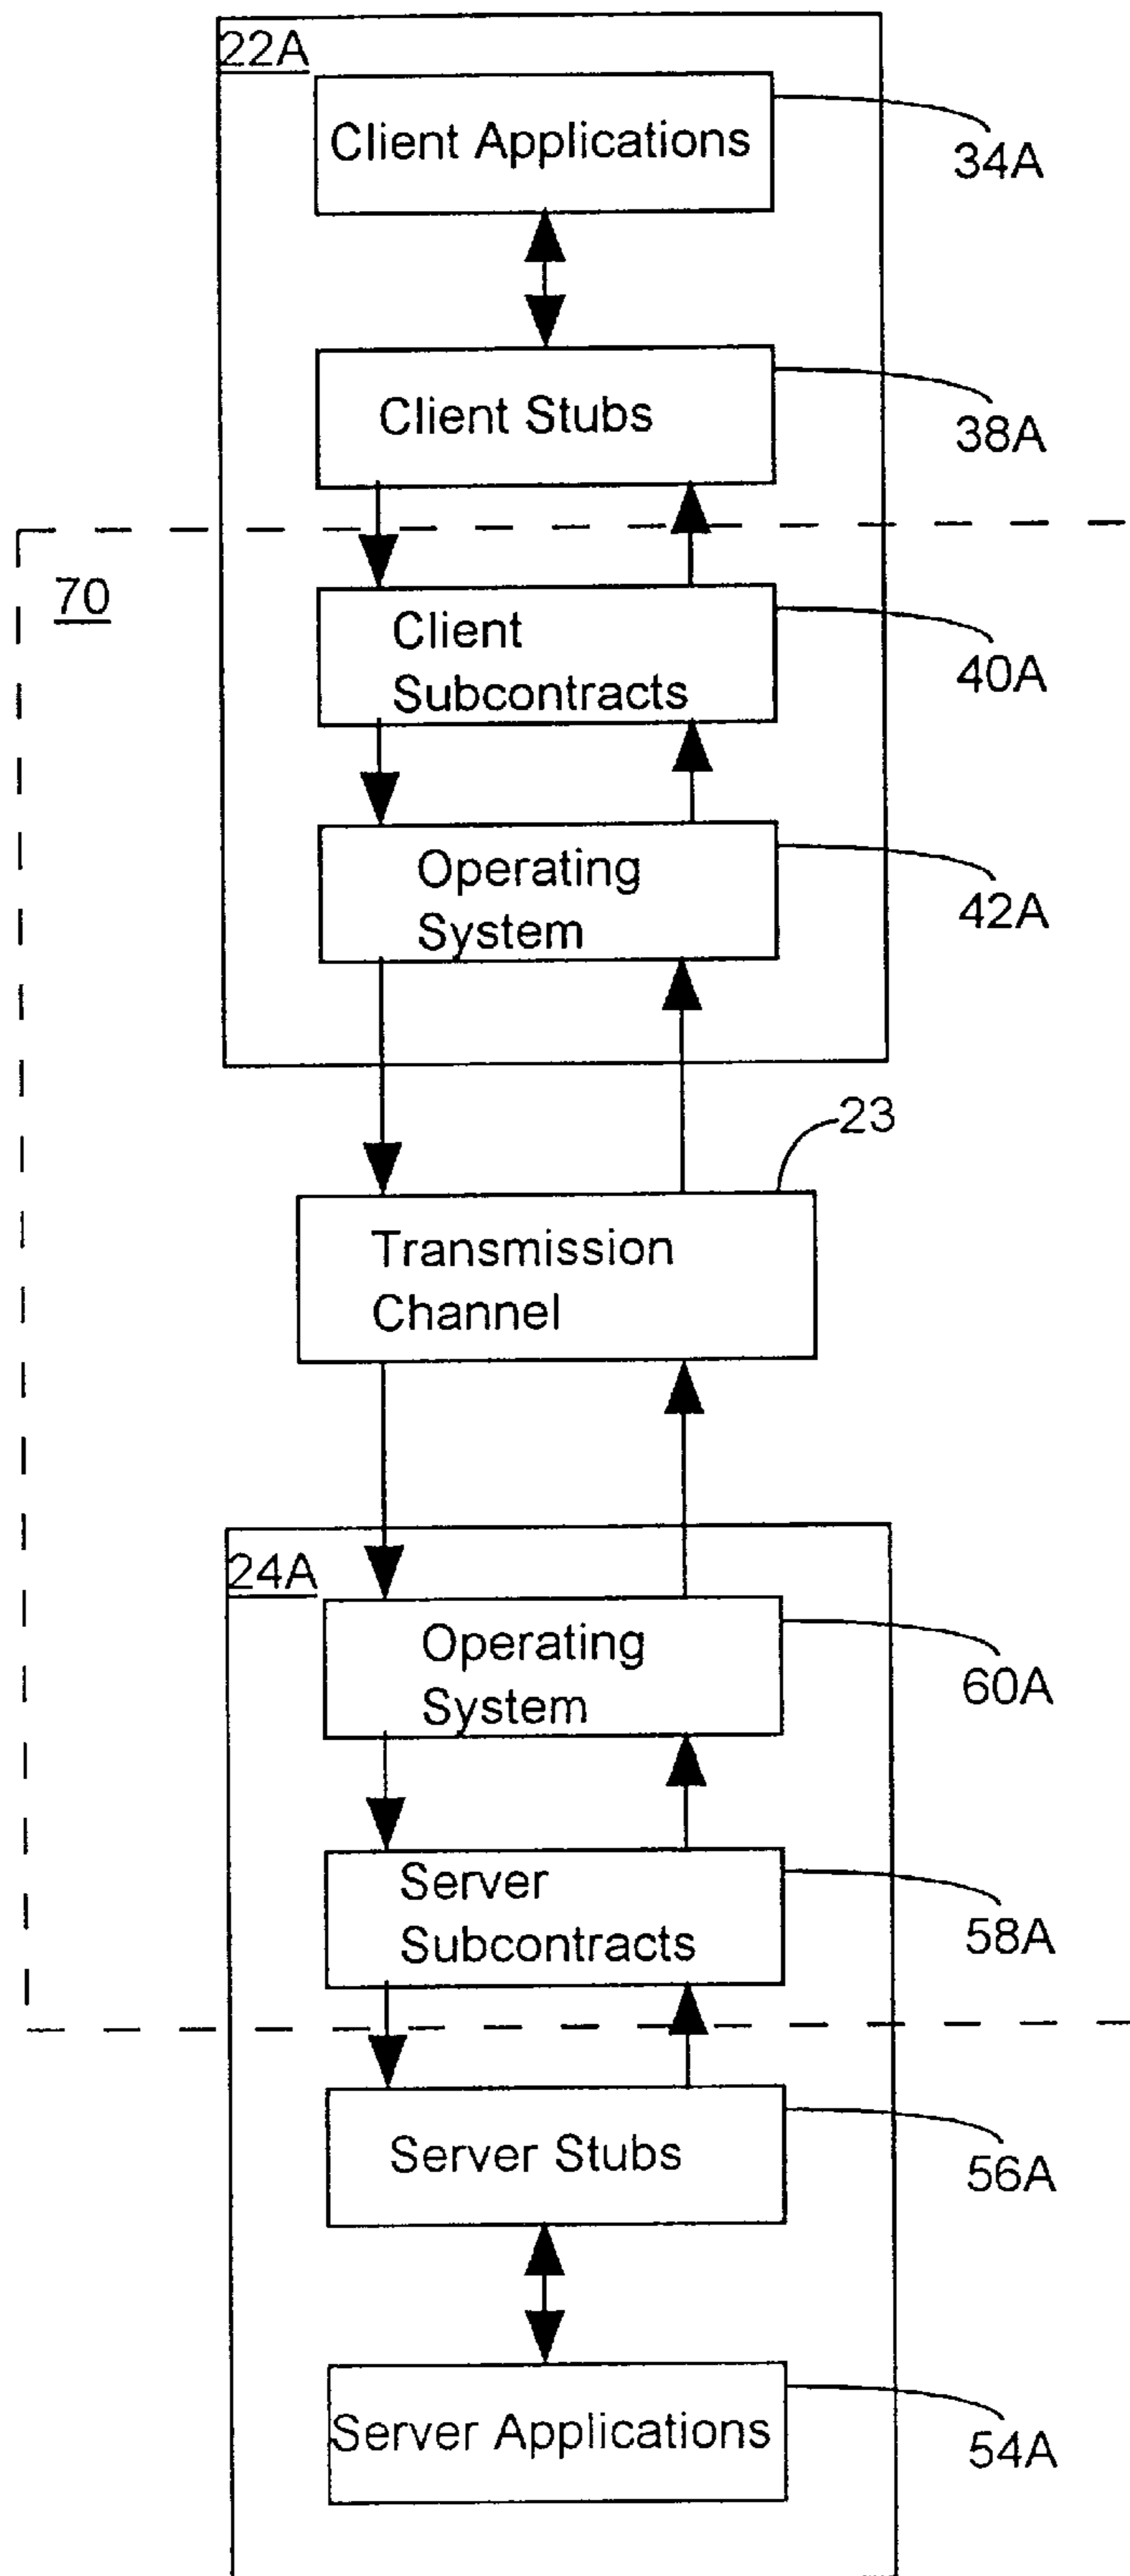 22A
Client Applications
34A
Client Stubs
38A
70
Client
Subcontracts
40A
Operating
System
42A
23
Transmission
Channel
24A
Operating
System
60A
Server
Subcontracts
58A
Server Stubs
56A
Server Applications
54A